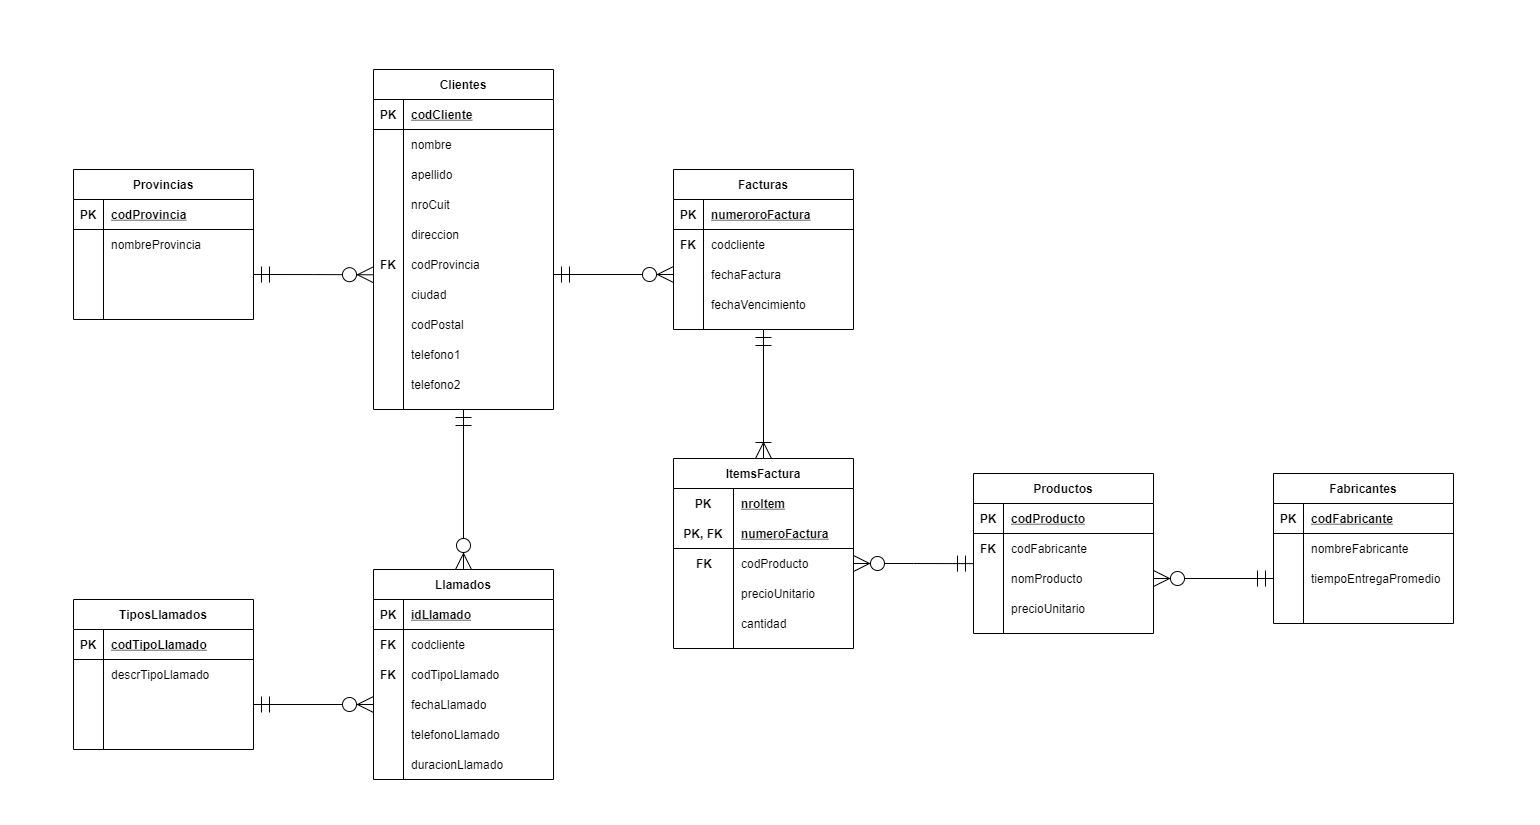 Clientes
PK codCliente
nombre
apellido
nroCuit
direccion
FK codProvincia
ciudad
codPostal
telefono1
telefono2
Provincias
PK codProvincia
nombreProvincia
Facturas
PK numeroroFactura
FK codcliente
fechaFactura
fechaVencimiento
ItemsFactura
PK nroItem
PK, FK numeroFactura
FK codProducto
precioUnitario
cantidad
Productos
PK codProducto
FK codFabricante
nomProducto
precioUnitario
Fabricantes
PK codFabricante
nombreFabricante
tiempoEntregaPromedio
Llamados
PK idLlamado
FK codcliente
FK codTipoLlamado
fechaLlamado
telefonoLlamado
duracionLlamado
TiposLlamados
PK codTipoLlamado
descrTipoLlamado